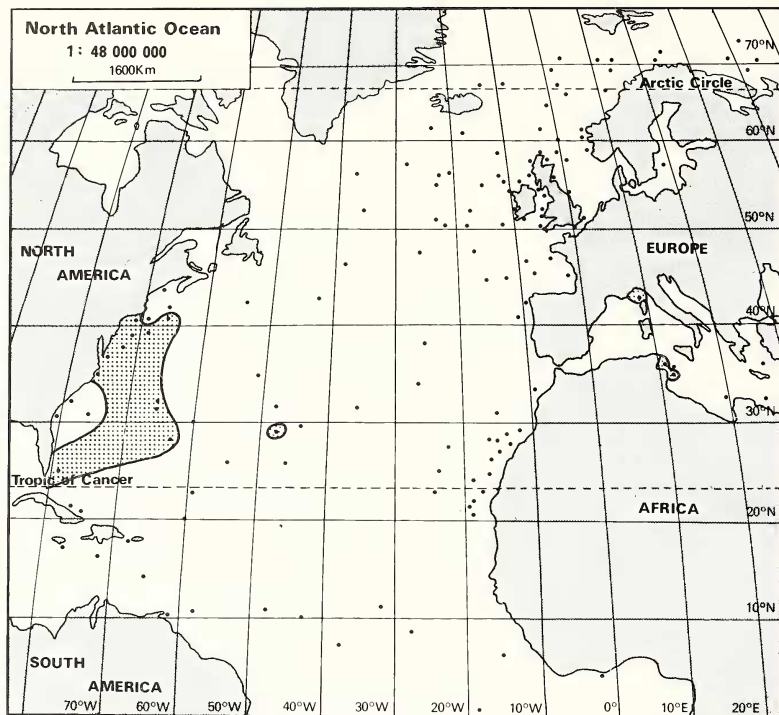 North Atlantic Ocean
1: 48 000 000
1600Km
70°N
Arctic Circle
60°N
50°N
NORTH
AMERICA
EUROPE
40°N
30°N
Tropic of Cancer
AFRICA
20°N
10°N
SOUTH
AMERICA
70°W
60°W
50°W
40°W
30°W
20°W
10°W
0°
10°E
20°E